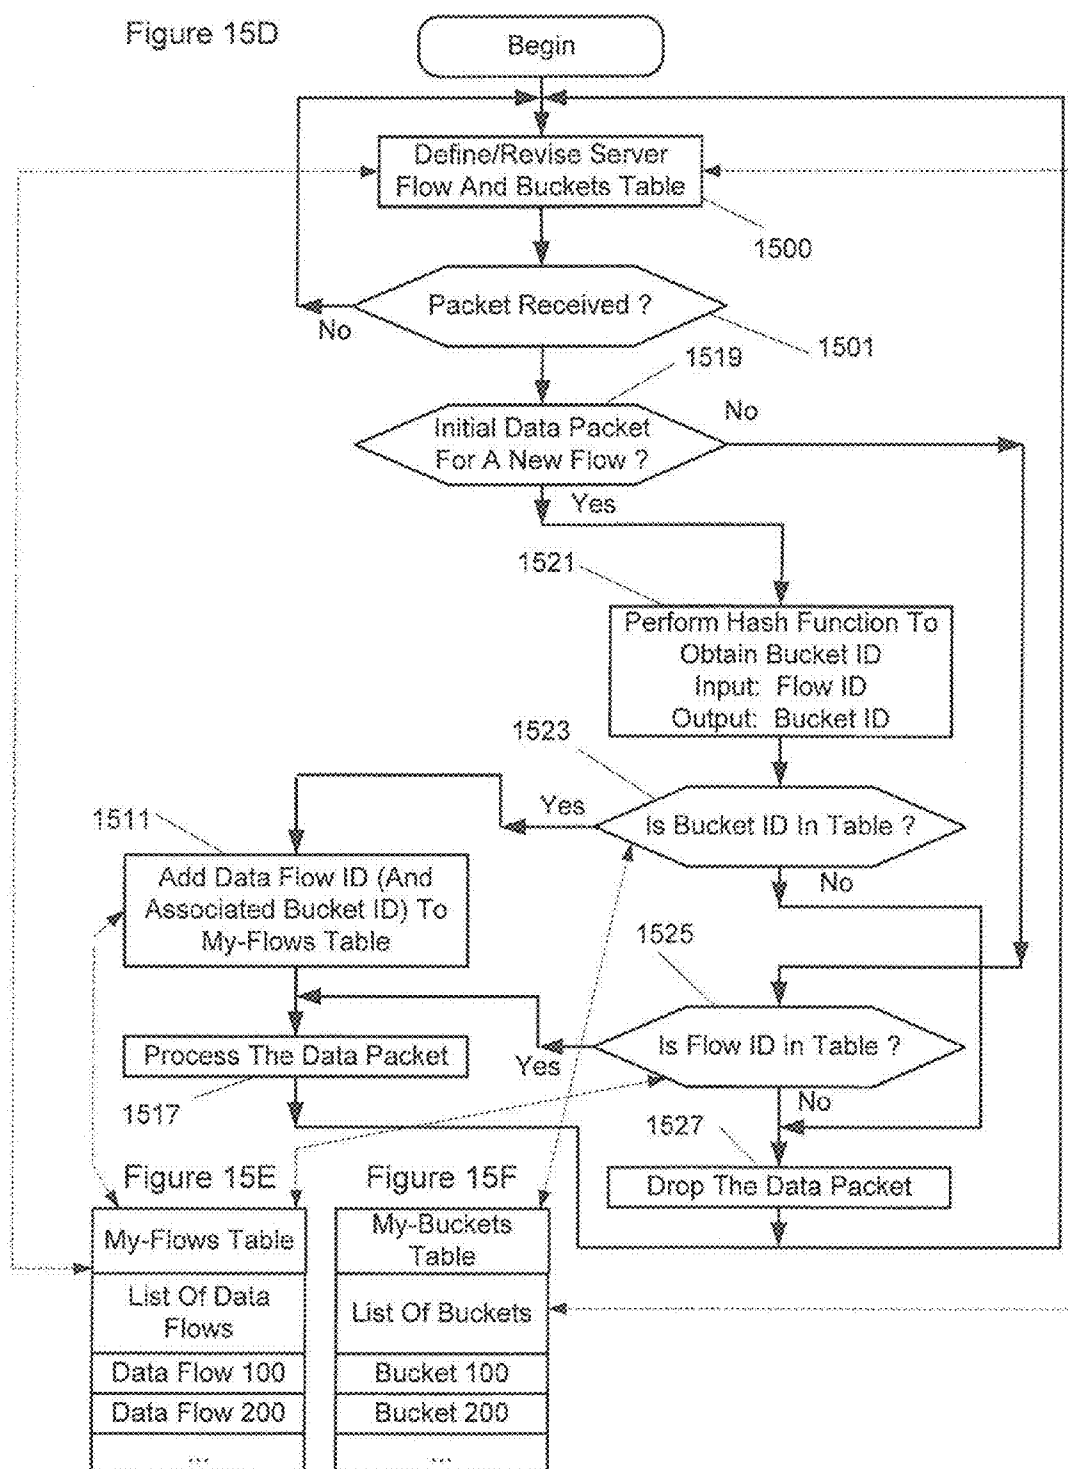 Figure 15D
Begin
Define/Revise Server
Flow And Buckets Table
1500
Packet Received ?
No
1501
1519
Initial Data Packet
For A New Flow ?
No
Yes
1521
Perform Hash Function To
Obtain Bucket ID
Input: Flow ID
Output: Bucket ID
1523
Is Bucket ID In Table ?
Yes
No
1511
Add Data Flow ID (And
Associated Bucket ID) To
My-Flows Table
1525
Is Flow ID in Table ?
Yes
No
Process The Data Packet
1517
1527
Drop The Data Packet
Figure 15E
My-Flows Table
List Of Data
Flows
Data Flow 100
Data Flow 200
...
Figure 15F
My-Buckets
Table
List Of Buckets
Bucket 100
Bucket 200
...